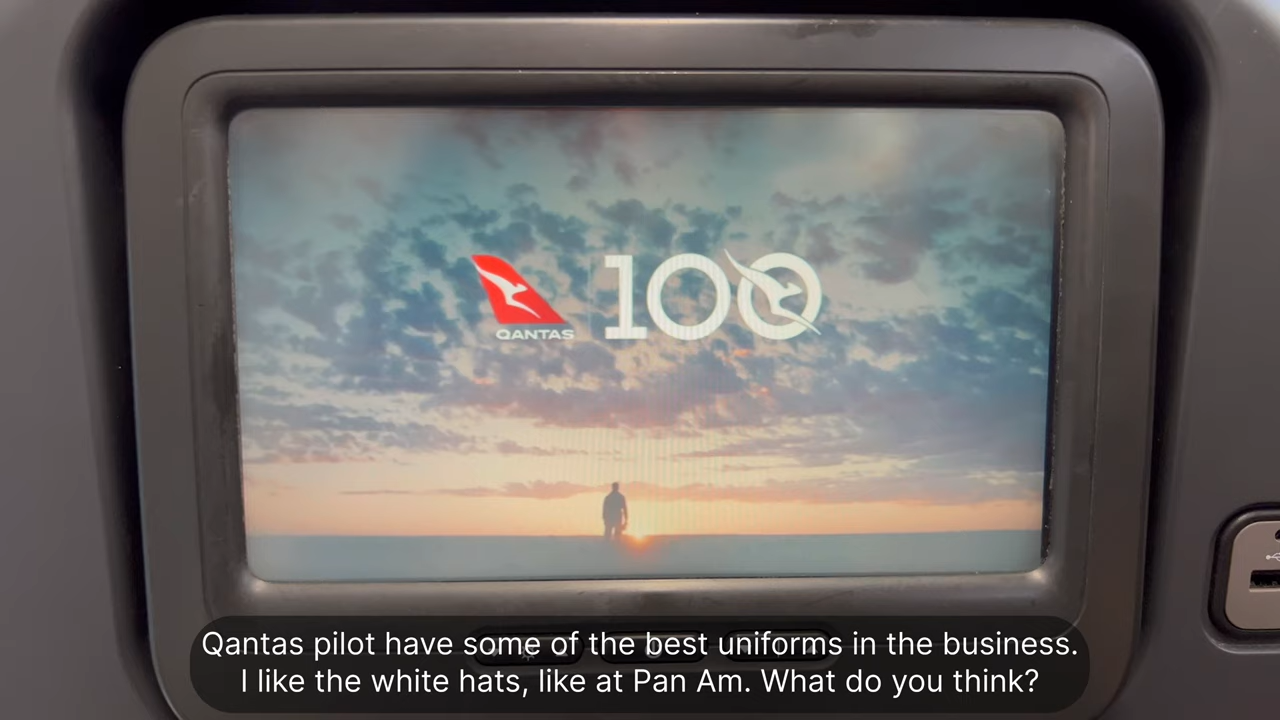 QANTAS 100
Qantas pilot have some of the best uniforms in the business.
I like the white hats, like at Pan Am. What do you think?